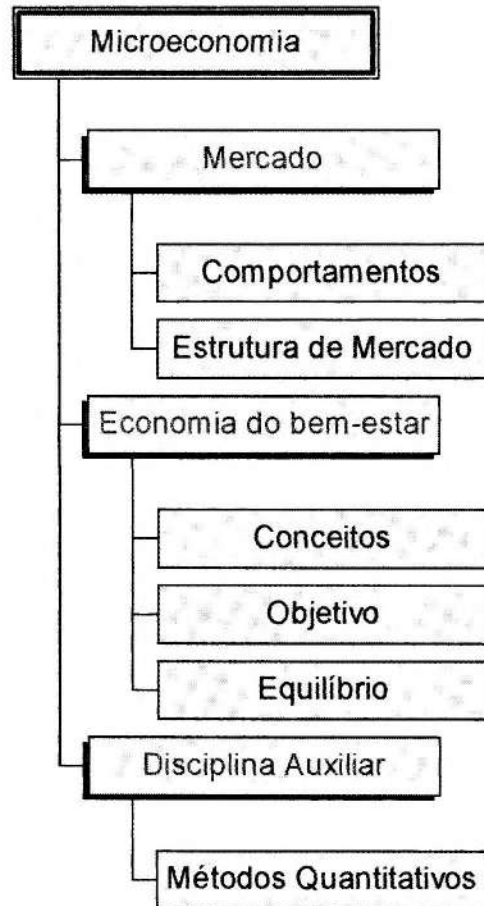 Microeconomia
Mercado
Comportamentos
Estrutura de Mercado
Economia do bem-estar
Conceitos
Objetivo
Equilíbrio
Disciplina Auxiliar
Métodos Quantitativos